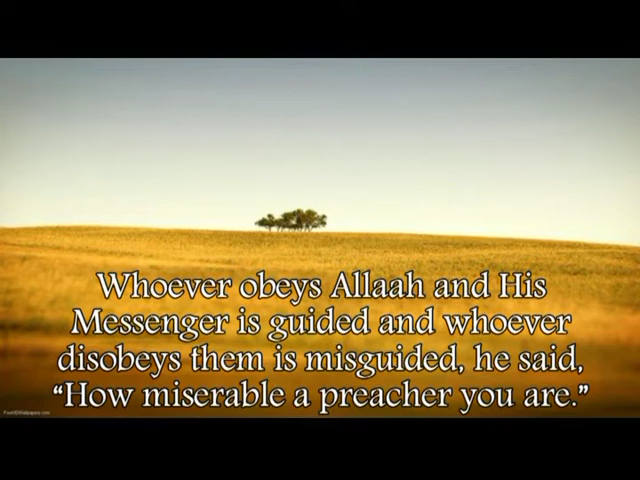 Whoever obeys Allaah and His
Messenger is guided and whoever
disobeys them is misguided, he said,
“How miserable a preacher you are.”